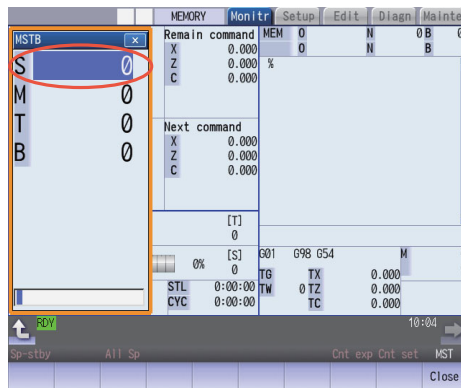 MEMORY Monitr Setup Edit Diagn Mainte
MSTB
S 0
M 0
T 0
B 0
Remain command
X 0.000
Z 0.000
C 0.000
Next command
X 0.000
Z 0.000
C 0.000
[T]
0
[S]
0% 0
STL 0:00:00
CYC 0:00:00
MEM O N 0 B 0
O N B
%
G01 G98 G54 M
TG TX 0.000
TW 0 TZ 0.000
TC 0.000
RDY 10:04
Sp-stby All Sp Cnt exp Cnt set MST
Close